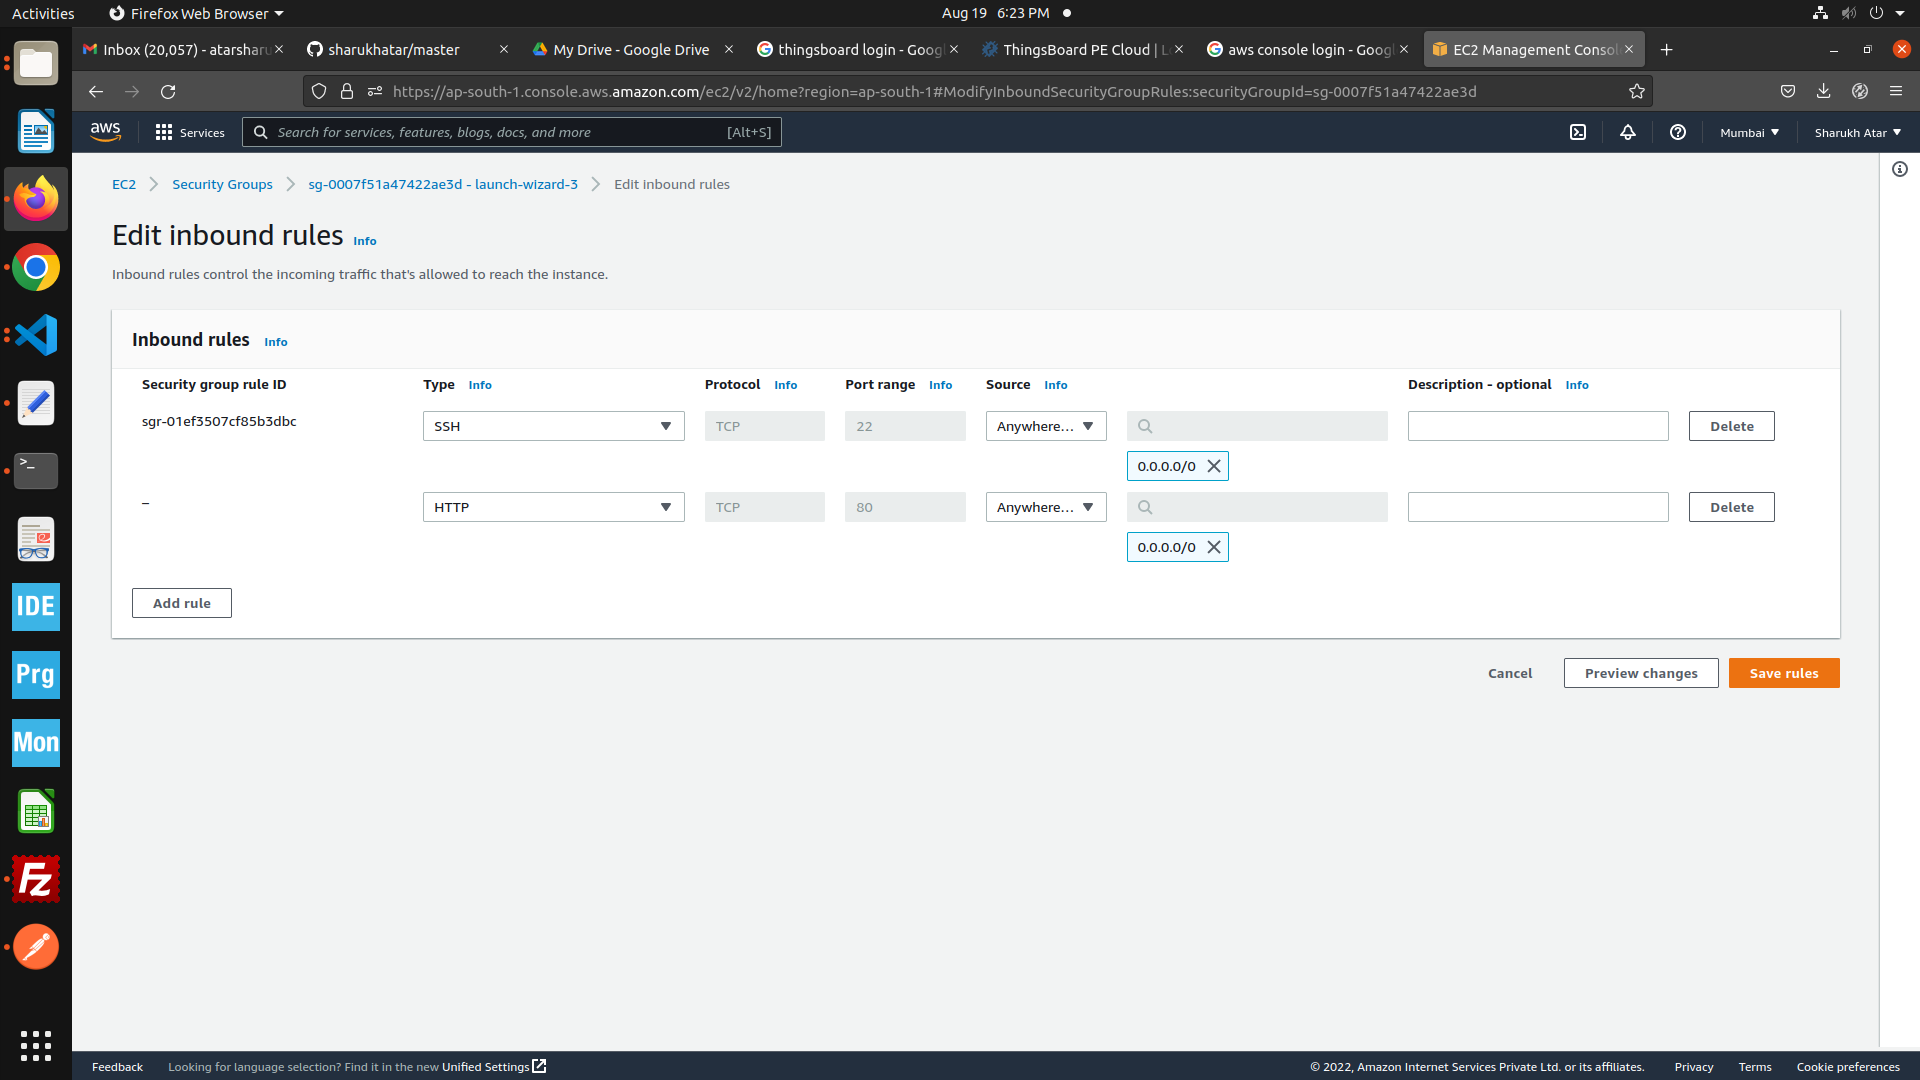 Activities Firefox Web Browser Aug 19 6:23 PM
Inbox (20,057) - atarsharu sharukhatar/master My Drive - Google Drive thingsboard login - Goog ThingsBoard PE Cloud | L aws console login - Googl EC2 Management Consol
https://ap-south-1.console.aws.amazon.com/ec2/v2/home?region=ap-south-1#ModifyInboundSecurityGroupRules:securityGroupId=sg-0007f51a47422ae3d
aws Services Search for services, features, blogs, docs, and more [Alt+S] Mumbai Sharukh Atar
EC2 Security Groups sg-0007f51a47422ae3d - launch-wizard-3 Edit inbound rules
Edit inbound rules Info
Inbound rules control the incoming traffic that's allowed to reach the instance.
Inbound rules Info
Security group rule ID Type Info Protocol Info Port range Info Source Info Description - optional Info
sgr-01ef3507cf85b3dbc SSH TCP 22 Anywhere... Delete
0.0.0.0/0
– HTTP TCP 80 Anywhere... Delete
0.0.0.0/0
Add rule
Cancel Preview changes Save rules
IDE
Prg
Mon
Fz
Feedback Looking for language selection? Find it in the new Unified Settings © 2022, Amazon Internet Services Private Ltd. or its affiliates. Privacy Terms Cookie preferences